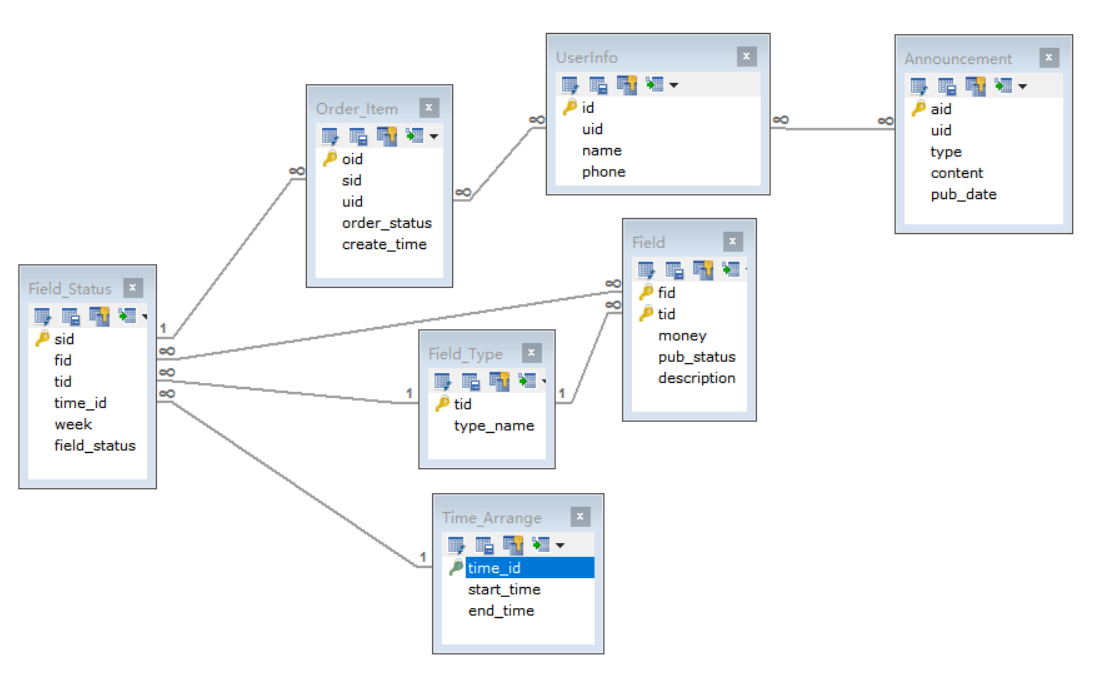 UserInfo
id
uid
name
phone
Announcement
aid
uid
type
content
pub_date
Order_Item
oid
sid
uid
order_status
create_time
Field
fid
tid
money
pub_status
description
Field_Status
sid
fid
tid
time_id
week
field_status
Field_Type
tid
type_name
Time_Arrange
time_id
start_time
end_time
∞
∞
∞
∞
∞
1
∞
∞
∞
∞
∞
1
1
1